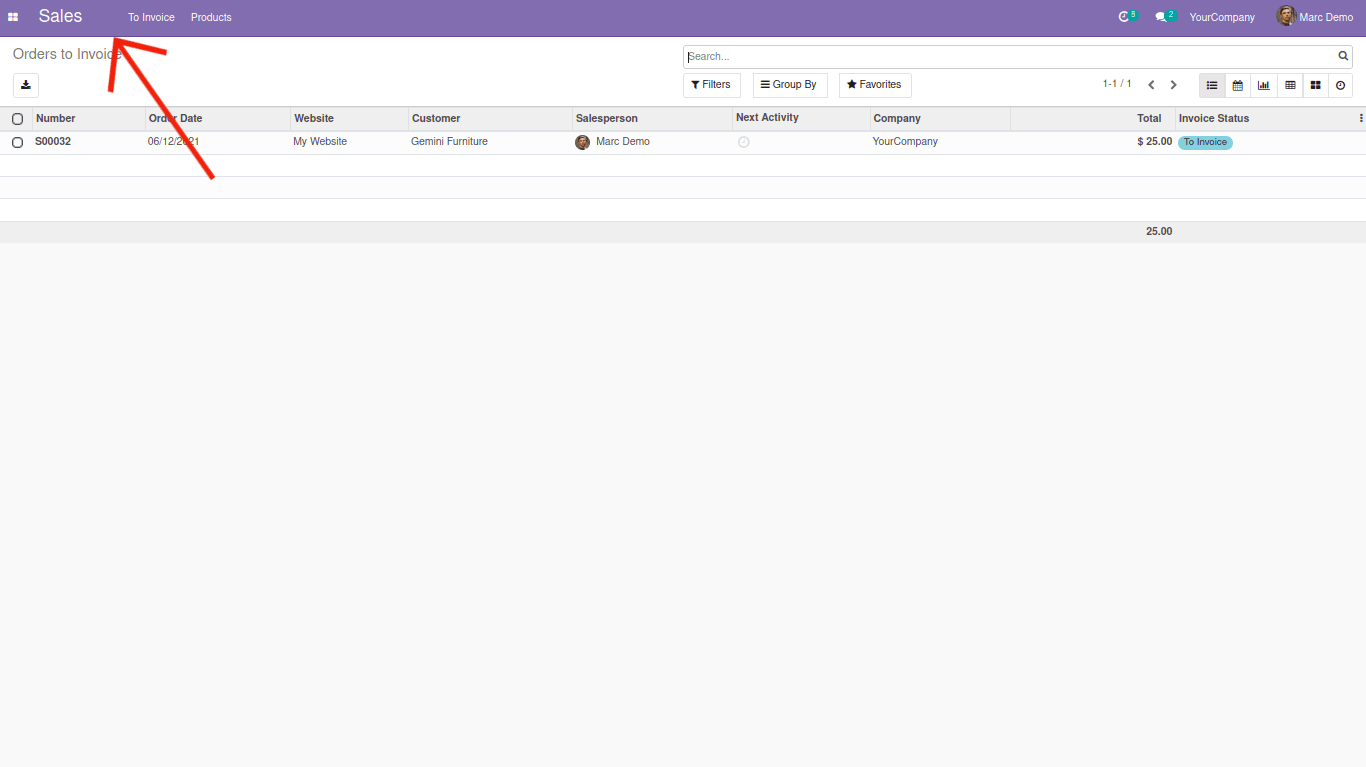 Sales To Invoice Products 8 2 YourCompany Marc Demo
Orders to Invoice Search...
Filters Group By Favorites 1-1 / 1
Number Order Date Website Customer Salesperson Next Activity Company Total Invoice Status
S00032 06/12/2021 My Website Gemini Furniture Marc Demo YourCompany $ 25.00 To Invoice
25.00